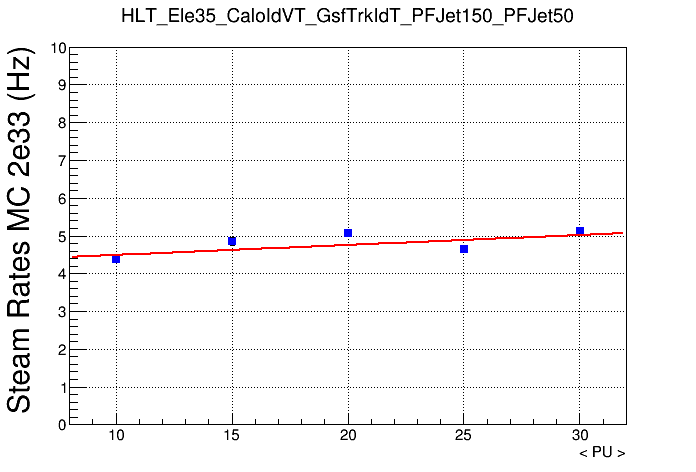 HLT_Ele35_CaloIdVT_GsfTrkIdT_PFJet150_PFJet50
Steam Rates MC 2e33 (Hz)
10
9
8
7
6
5
4
3
2
1
0
10 15 20 25 30
< PU >